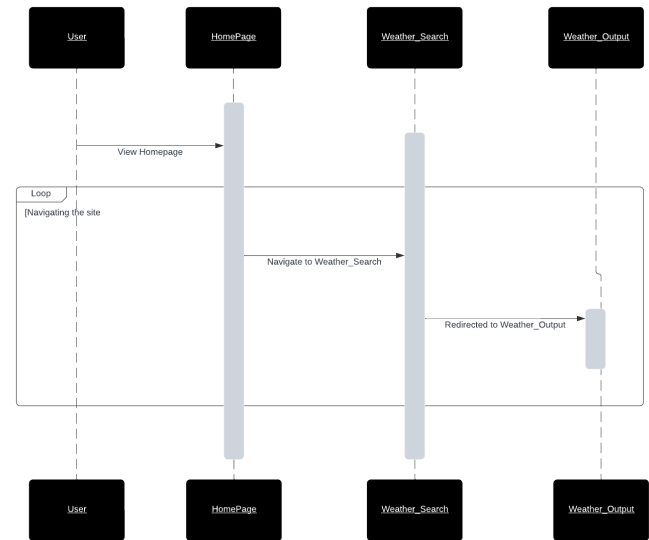 User
HomePage
Weather_Search
Weather_Output
View Homepage
Loop
[Navigating the site
Navigate to Weather_Search
Redirected to Weather_Output
User
HomePage
Weather_Search
Weather_Output